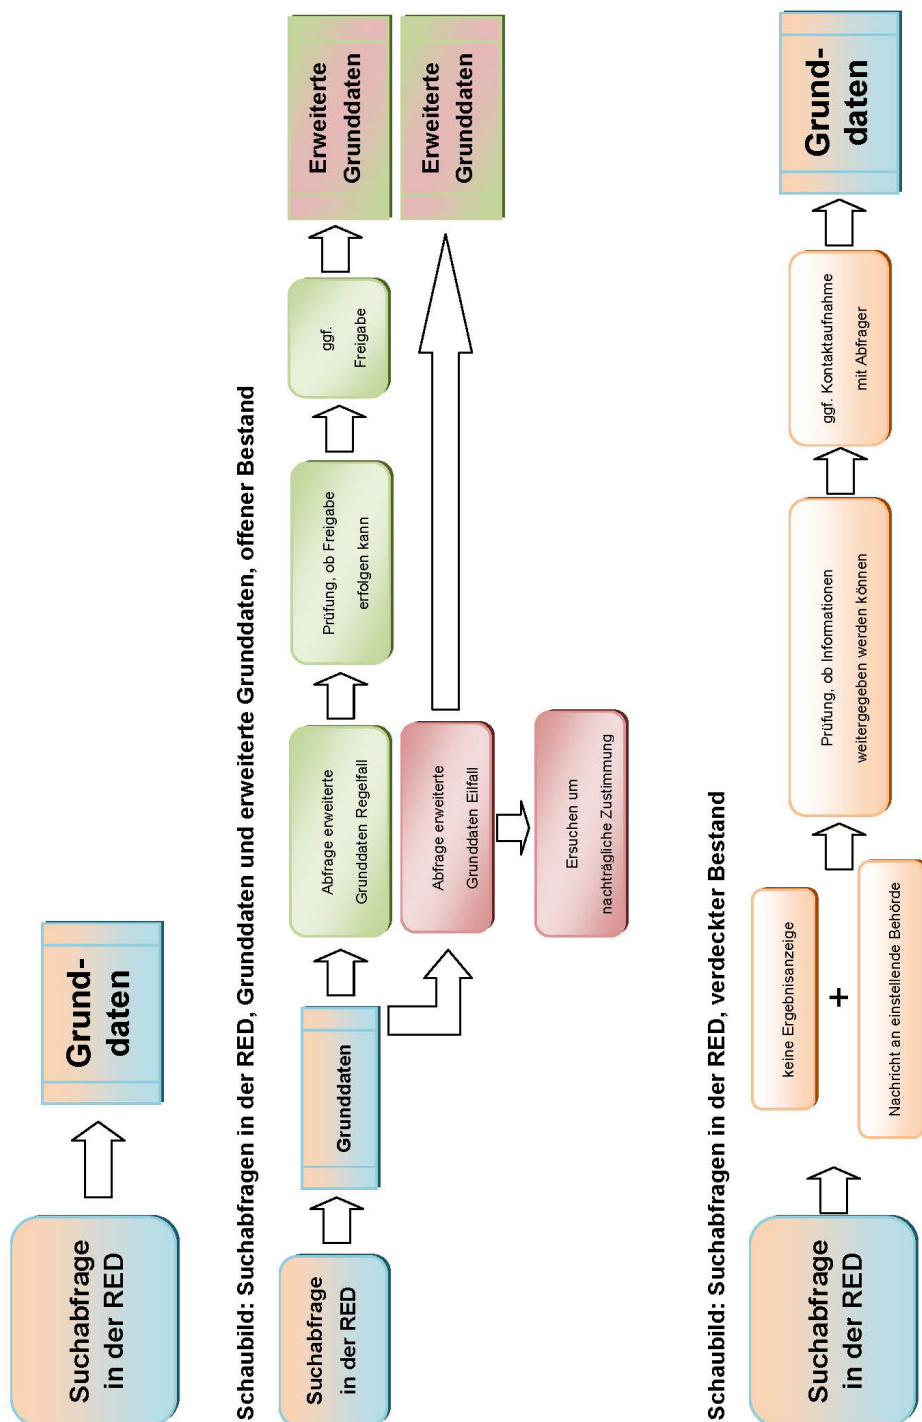 Suchabfrage
in der RED
Grund-
daten
Schaubild: Suchabfragen in der RED, Grunddaten und erweiterte Grunddaten, offener Bestand
Suchabfrage
in der RED
Grunddaten
Abfrage erweiterte
Grunddaten Regelfall
Prüfung, ob Freigabe
erfolgen kann
ggf.
Freigabe
Erweiterte
Grunddaten
Abfrage erweiterte
Grunddaten Eilfall
Erweiterte
Grunddaten
Ersuchen um
nachträgliche Zustimmung
Schaubild: Suchabfragen in der RED, verdeckter Bestand
Suchabfrage
in der RED
keine Ergebnisanzeige
+
Nachricht an einstellende Behörde
Prüfung, ob Informationen
weitergegeben werden können
ggf. Kontaktaufnahme
mit Abfrager
Grund-
daten